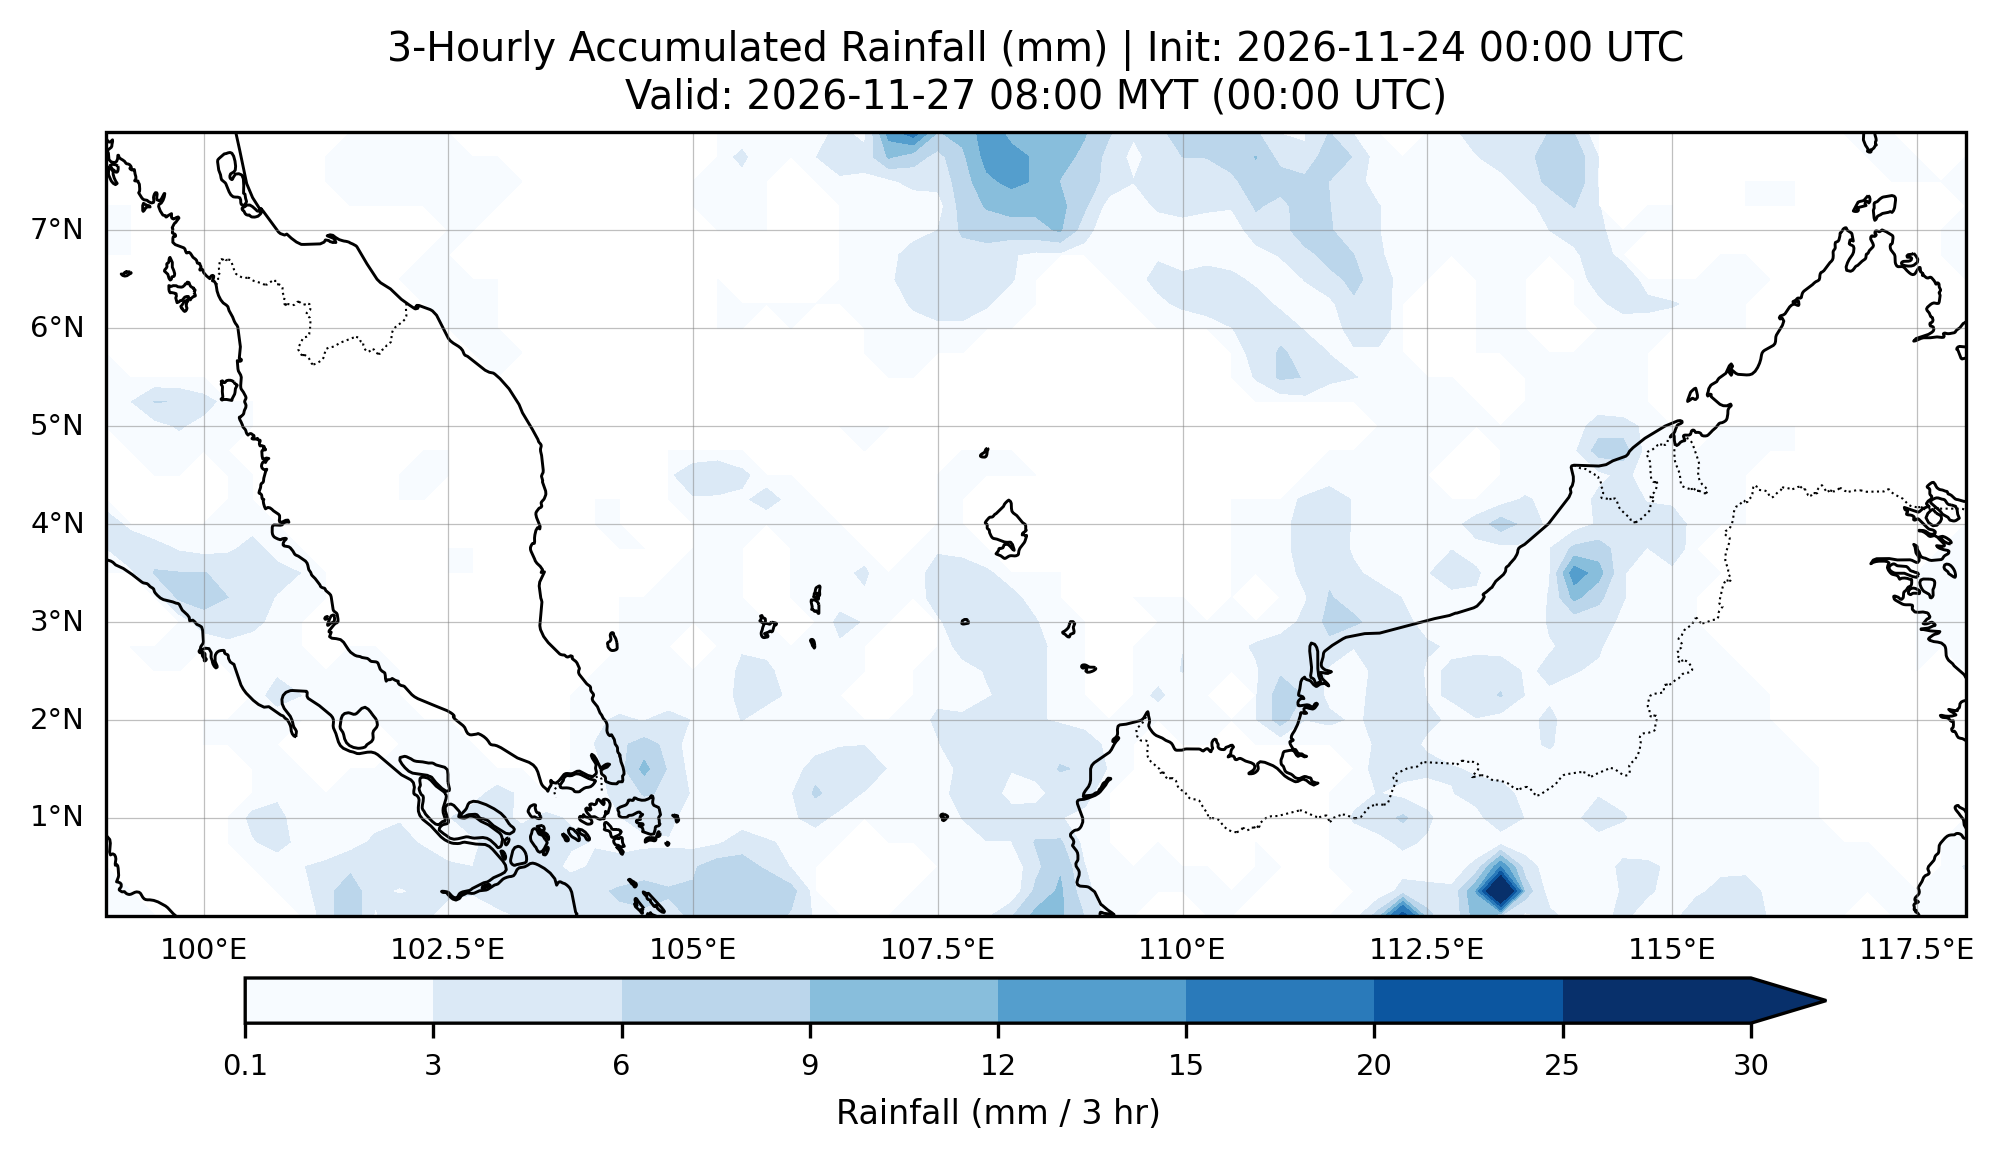 3-Hourly Accumulated Rainfall (mm) | Init: 2026-11-24 00:00 UTC
Valid: 2026-11-27 08:00 MYT (00:00 UTC)
7°N
6°N
5°N
4°N
3°N
2°N
1°N
100°E 102.5°E 105°E 107.5°E 110°E 112.5°E 115°E 117.5°E
0.1 3 6 9 12 15 20 25 30
Rainfall (mm / 3 hr)